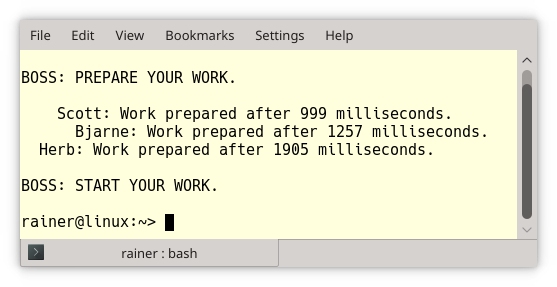 File Edit View Bookmarks Settings Help
BOSS: PREPARE YOUR WORK.
Scott: Work prepared after 999 milliseconds.
Bjarne: Work prepared after 1257 milliseconds.
Herb: Work prepared after 1905 milliseconds.
BOSS: START YOUR WORK.
rainer@linux:~>
rainer : bash